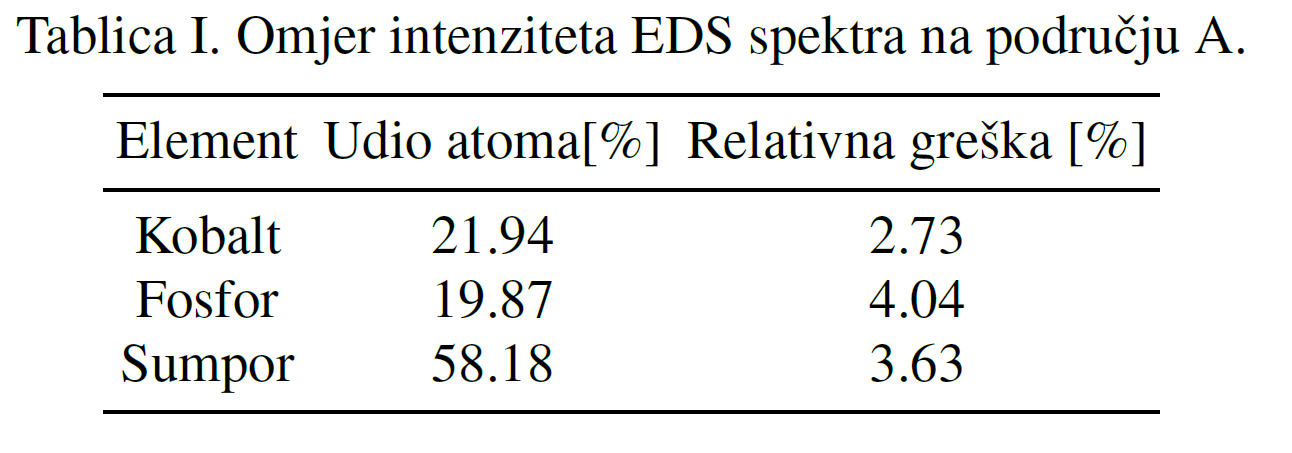 Tablica I. Omjer intenziteta EDS spektra na području A.
Element Udio atoma[%] Relativna greška [%]
Kobalt 21.94 2.73
Fosfor 19.87 4.04
Sumpor 58.18 3.63